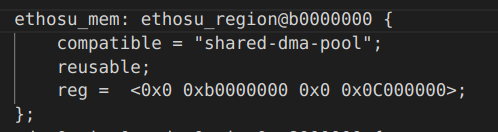 ethosu_mem: ethosu_region@b0000000 {
    compatible = "shared-dma-pool";
    reusable;
    reg =  <0x0 0xb0000000 0x0 0x0C000000>;
};